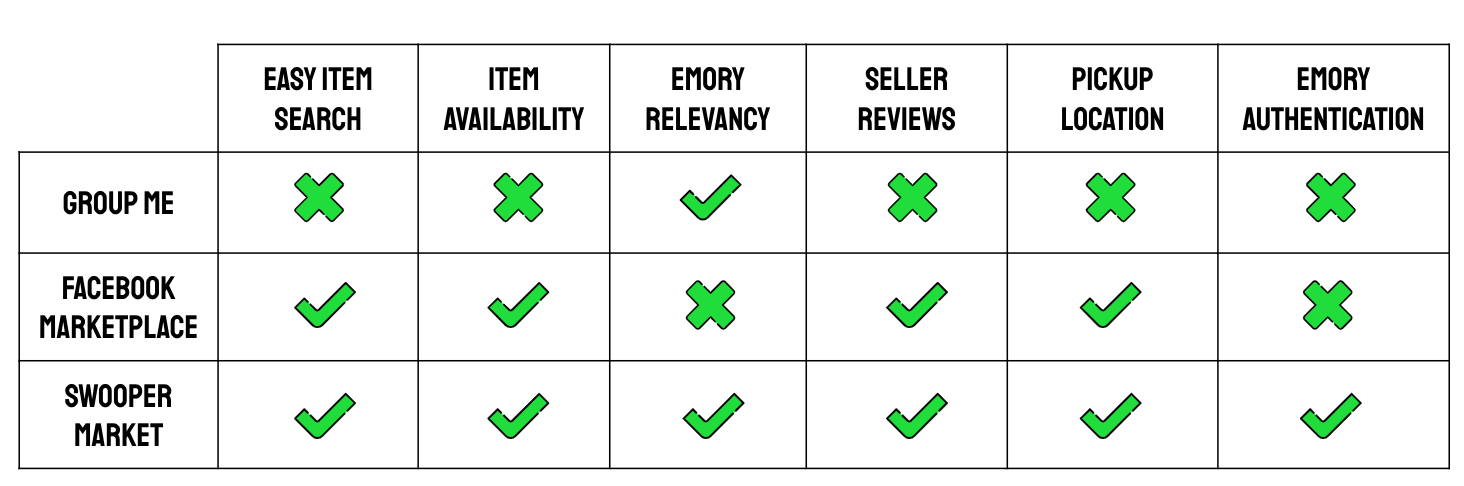 EASY ITEM
SEARCH
ITEM
AVAILABILITY
EMORY
RELEVANCY
SELLER
REVIEWS
PICKUP
LOCATION
EMORY
AUTHENTICATION
GROUP ME
FACEBOOK
MARKETPLACE
SWOOPER
MARKET